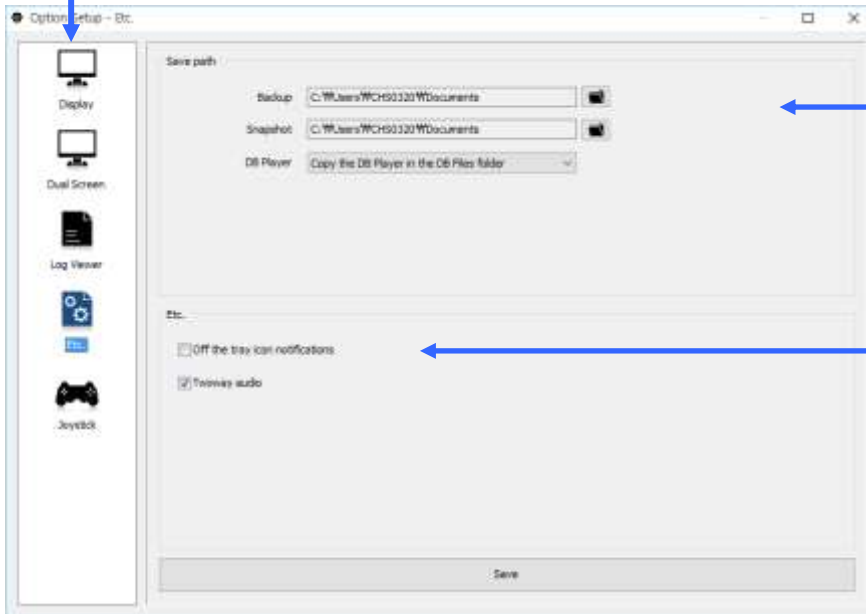 Option Setup - Etc.
Display
Dual Screen
Log Viewer
Etc.
Joystick
Save path
Backup C:₩Users₩CHS0320₩Documents
Snapshot C:₩Users₩CHS0320₩Documents
DB Player Copy the DB Player in the DB Files folder
Etc.
Off the tray icon notifications
Twoway audio
Save